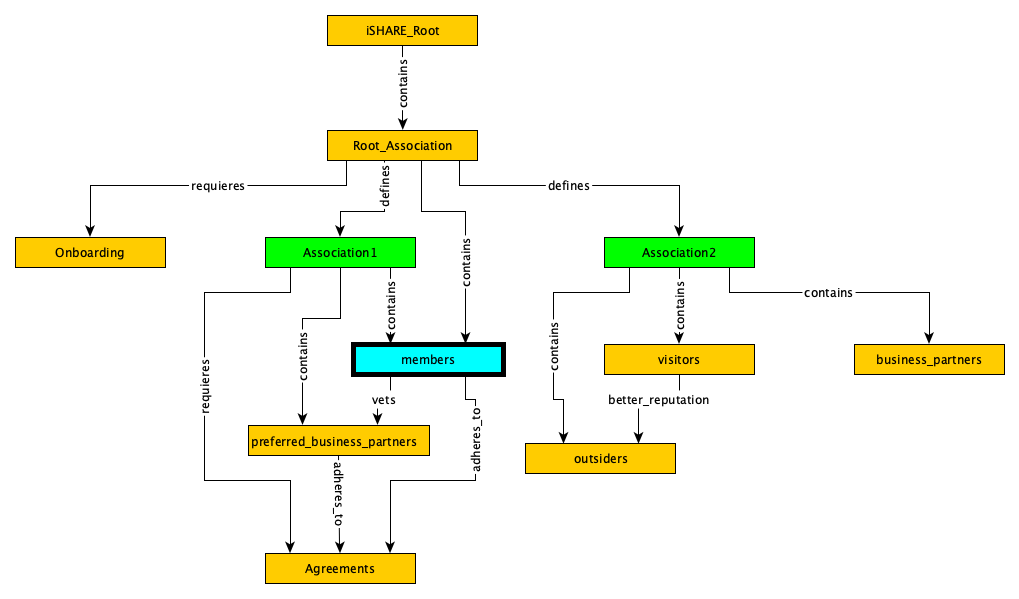 iSHARE_Root
contains
Root_Association
requieres
defines
defines
contains
Onboarding
Association1
Association2
contains
contains
contains
requieres
contains
contains
members
visitors
business_partners
vets
better_reputation
adheres_to
preferred_business_partners
outsiders
adheres_to
Agreements